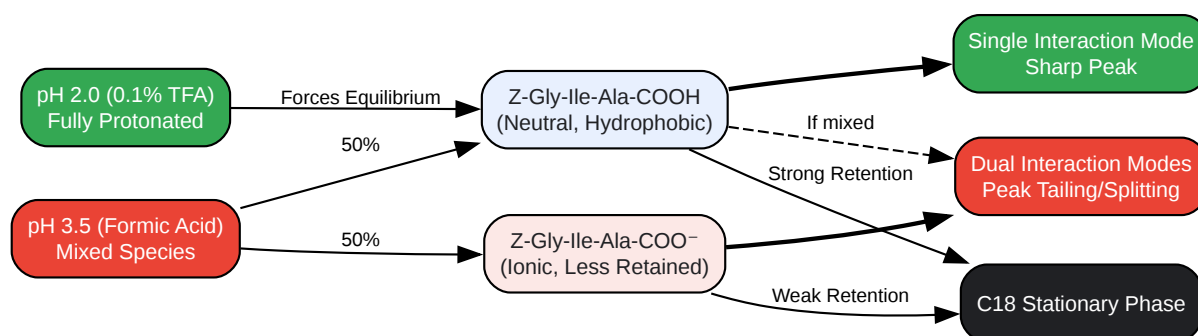 pH 2.0 (0.1% TFA)
Fully Protonated
pH 3.5 (Formic Acid)
Mixed Species
Forces Equilibrium
50%
50%
Z-Gly-Ile-Ala-COOH
(Neutral, Hydrophobic)
Z-Gly-Ile-Ala-COO⁻
(Ionic, Less Retained)
If mixed
Strong Retention
Weak Retention
Single Interaction Mode
Sharp Peak
Dual Interaction Modes
Peak Tailing/Splitting
C18 Stationary Phase